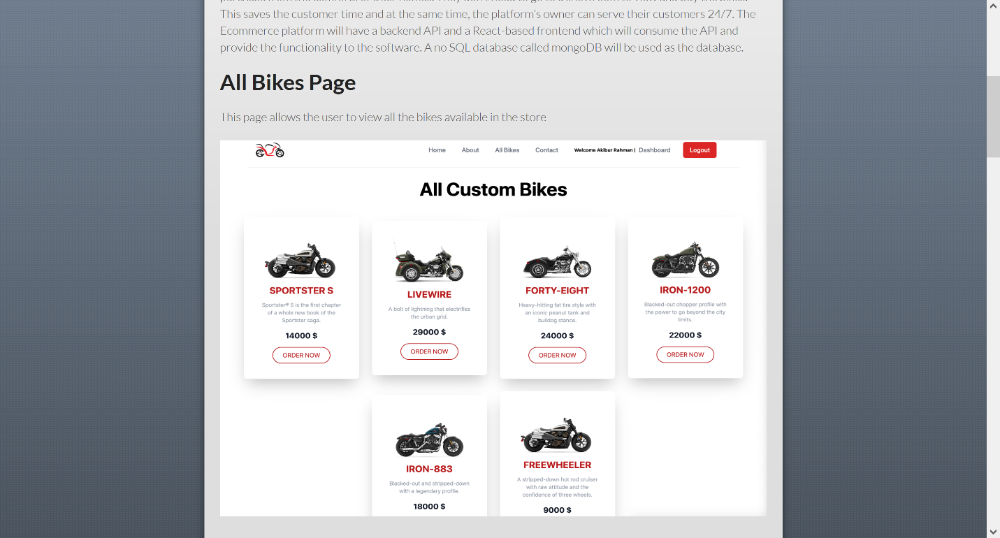 This saves the customer time and at the same time, the platform's owner can serve their customers 24/7. The
Ecommerce platform will have a backend API and a React-based frontend which will consume the API and
provide the functionality to the software. A no SQL database called mongoDB will be used as the database.
All Bikes Page
This page allows the user to view all the bikes available in the store
Home About All Bikes Contact Welcome Akibur Rahman | Dashboard Logout
All Custom Bikes
SPORTSTER S
Sportster® S is the first chapter
of a whole new book of the
Sportster saga.
14000 $
ORDER NOW
LIVEWIRE
A bolt of lightning that electrifies
the urban grid.
29000 $
ORDER NOW
FORTY-EIGHT
Heavy-hitting fat tire style with
an iconic peanut tank and
bulldog stance.
24000 $
ORDER NOW
IRON-1200
Blacked-out chopper profile with
the power to go beyond the city
limits.
22000 $
ORDER NOW
IRON-883
Blacked-out and stripped-down
with a legendary profile.
18000 $
FREEWHEELER
A stripped-down hot rod cruiser
with raw attitude and the
confidence of three wheels.
9000 $